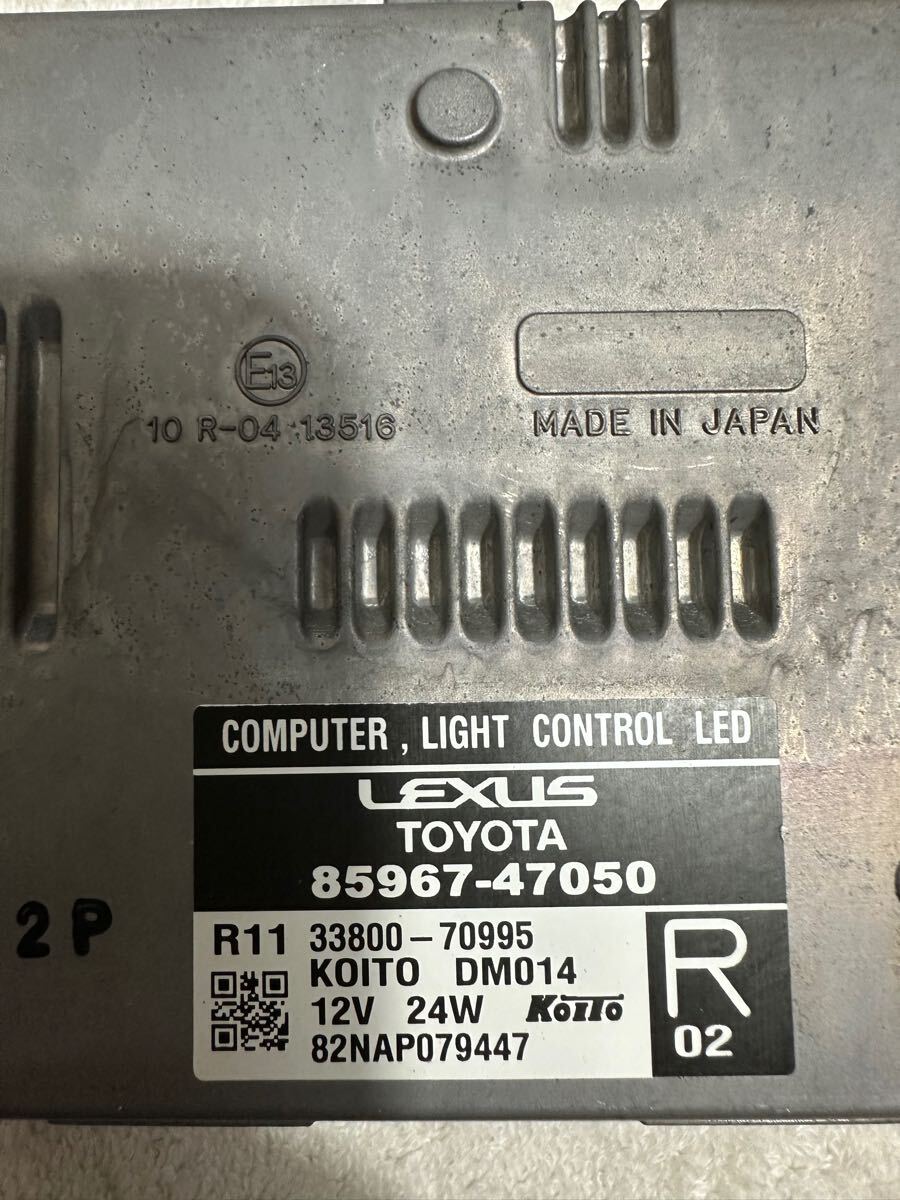 E13
10 R-04 13516
MADE IN JAPAN
COMPUTER , LIGHT CONTROL LED
LEXUS
TOYOTA
85967-47050
2P
R11 33800-70995
KOITO DM014
12V 24W KOITO
82NAP079447
R
02